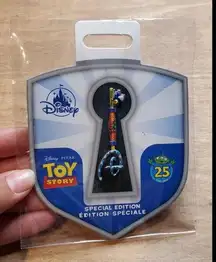 Disney
Disney · PIXAR
TOY
STORY
25
SPECIAL EDITION
ÉDITION SPÉCIALE